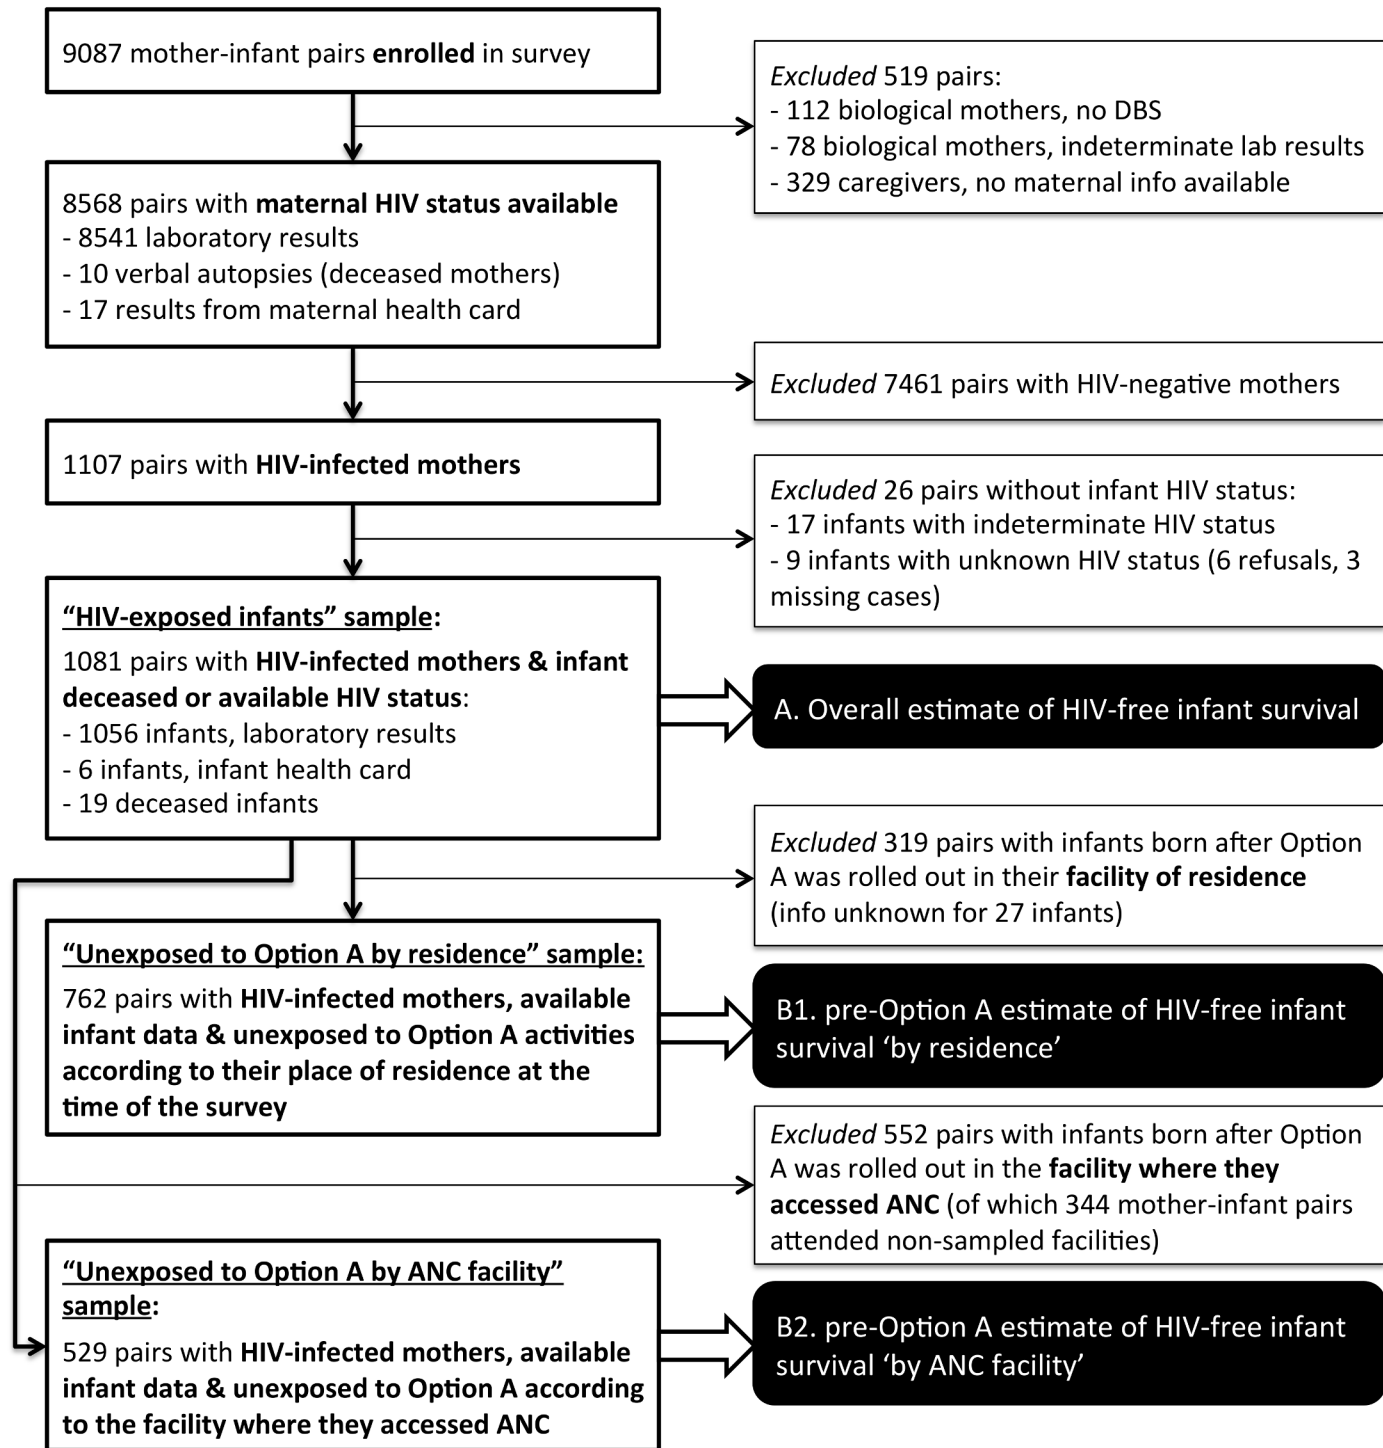 9087 mother-infant pairs enrolled in survey
Excluded 519 pairs:
- 112 biological mothers, no DBS
- 78 biological mothers, indeterminate lab results
- 329 caregivers, no maternal info available
8568 pairs with maternal HIV status available
- 8541 laboratory results
- 10 verbal autopsies (deceased mothers)
- 17 results from maternal health card
Excluded 7461 pairs with HIV-negative mothers
1107 pairs with HIV-infected mothers
Excluded 26 pairs without infant HIV status:
- 17 infants with indeterminate HIV status
- 9 infants with unknown HIV status (6 refusals, 3
missing cases)
“HIV-exposed infants” sample:
1081 pairs with HIV-infected mothers & infant
deceased or available HIV status:
- 1056 infants, laboratory results
- 6 infants, infant health card
- 19 deceased infants
A. Overall estimate of HIV-free infant survival
Excluded 319 pairs with infants born after Option
A was rolled out in their facility of residence
(info unknown for 27 infants)
“Unexposed to Option A by residence” sample:
762 pairs with HIV-infected mothers, available
infant data & unexposed to Option A activities
according to their place of residence at the
time of the survey
B1. pre-Option A estimate of HIV-free infant
survival ‘by residence’
Excluded 552 pairs with infants born after Option
A was rolled out in the facility where they
accessed ANC (of which 344 mother-infant pairs
attended non-sampled facilities)
“Unexposed to Option A by ANC facility”
sample:
529 pairs with HIV-infected mothers, available
infant data & unexposed to Option A according
to the facility where they accessed ANC
B2. pre-Option A estimate of HIV-free infant
survival ‘by ANC facility’